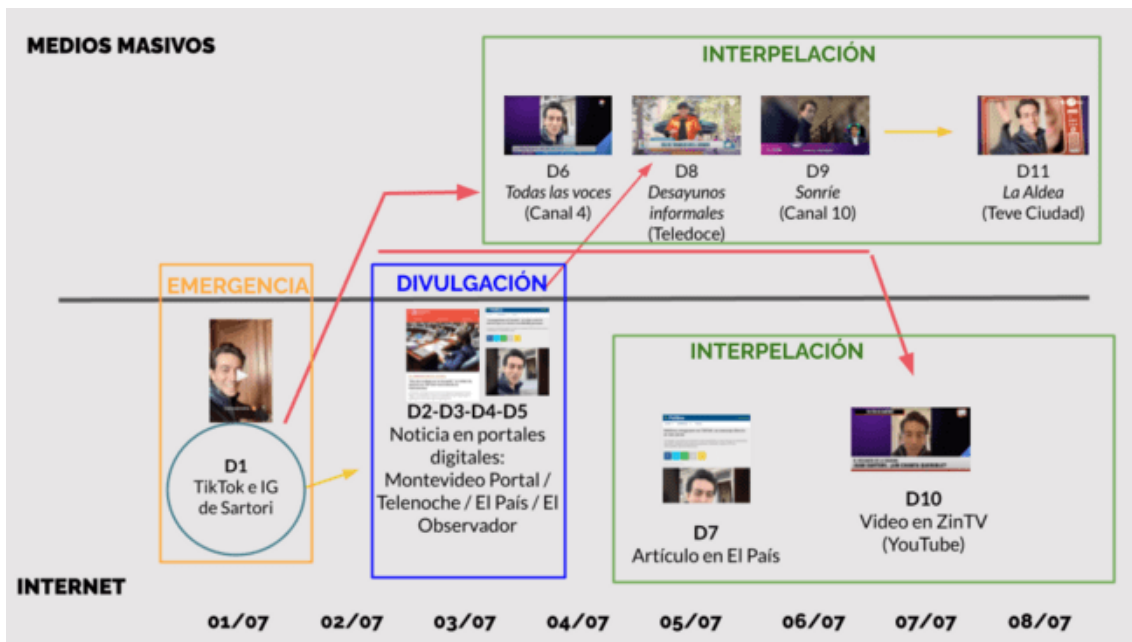 MEDIOS MASIVOS
INTERPELACIÓN
D6
Todas las voces
(Canal 4)
D8
Desayunos
informales
(Teledoce)
D9
Sonríe
(Canal 10)
D11
La Aldea
(Teve Ciudad)
EMERGENCIA
DIVULGACIÓN
D1
TikTok e IG
de Sartori
D2-D3-D4-D5
Noticia en portales
digitales:
Montevideo Portal /
Telenoche / El País / El
Observador
INTERPELACIÓN
D7
Artículo en El País
D10
Video en ZinTV
(YouTube)
INTERNET
01/07 02/07 03/07 04/07 05/07 06/07 07/07 08/07